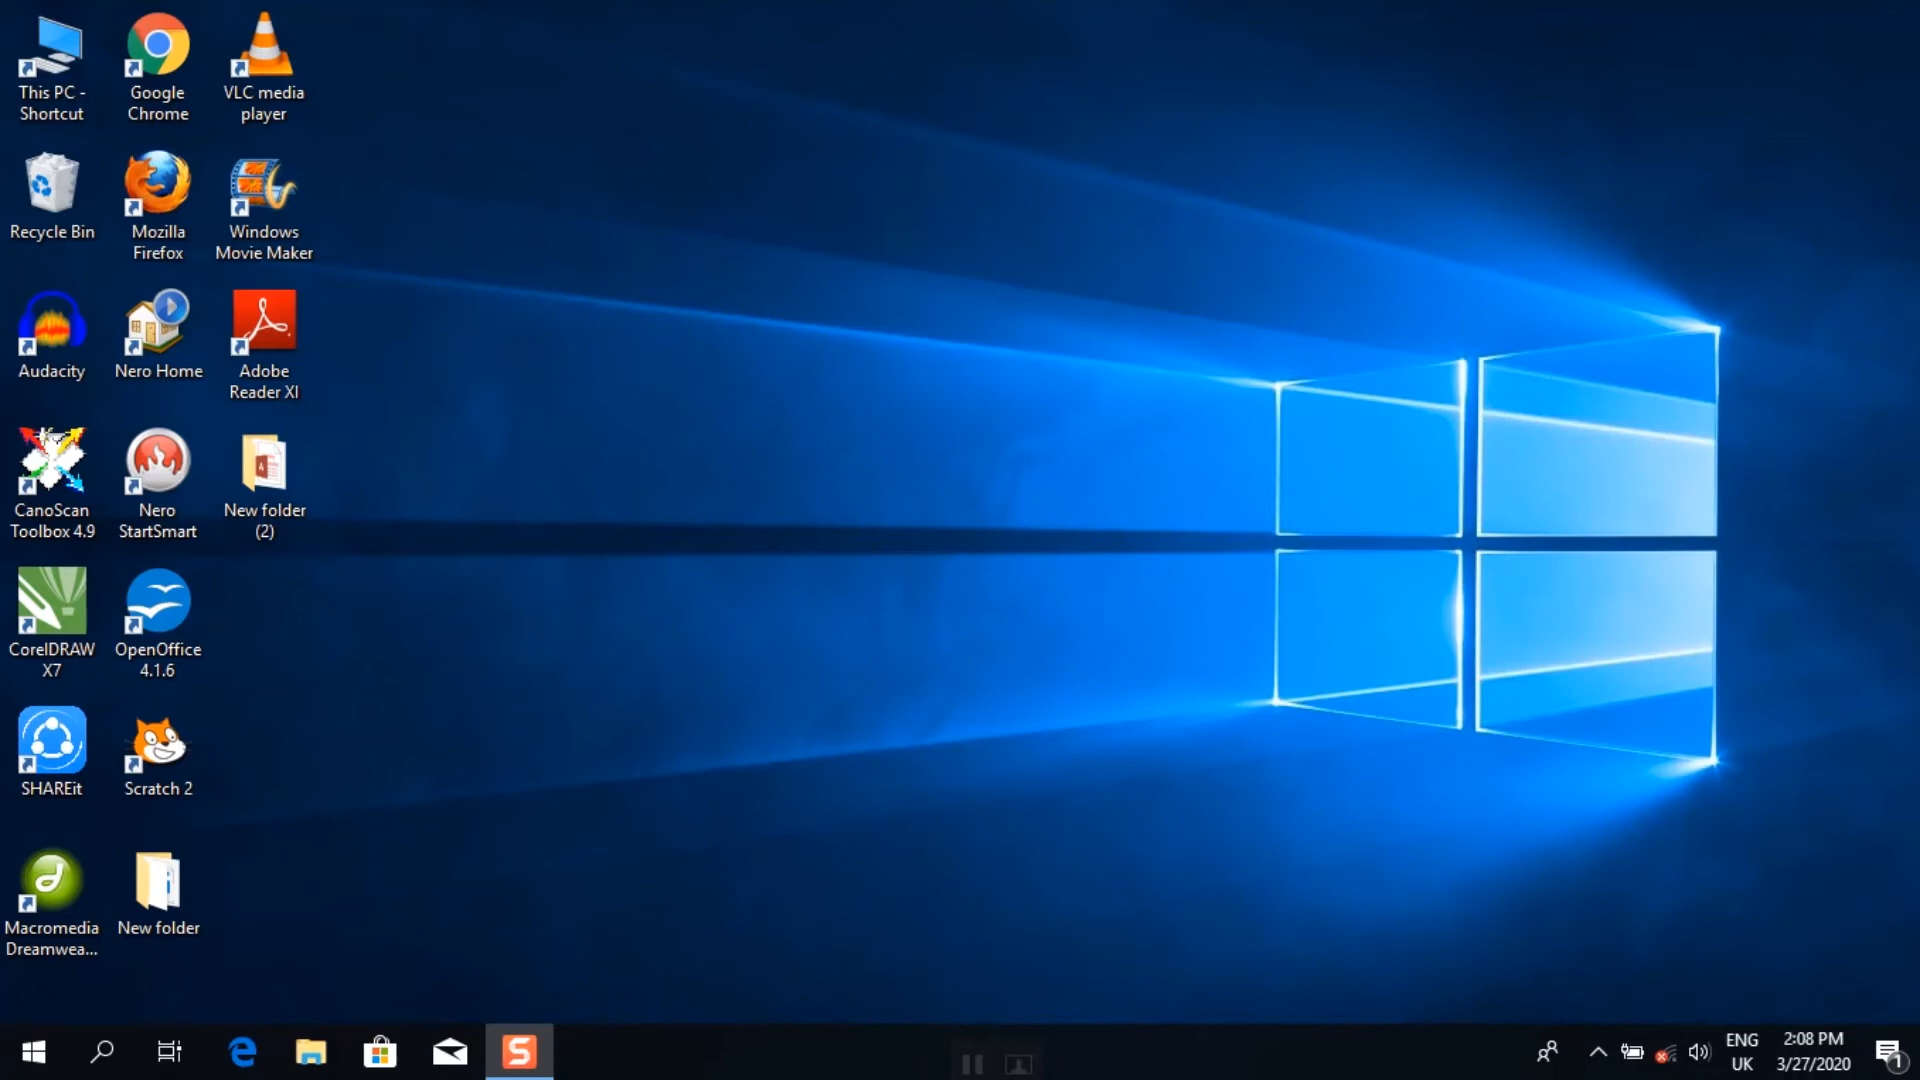 This PC -
Shortcut
Google
Chrome
VLC media
player
Recycle Bin
Mozilla
Firefox
Windows
Movie Maker
Audacity
Nero Home
Adobe
Reader XI
CanoScan
Toolbox 4.9
Nero
StartSmart
New folder
(2)
CorelDRAW
X7
OpenOffice
4.1.6
SHAREit
Scratch 2
Macromedia
Dreamwea...
New folder
ENG
UK
2:08 PM
3/27/2020
1